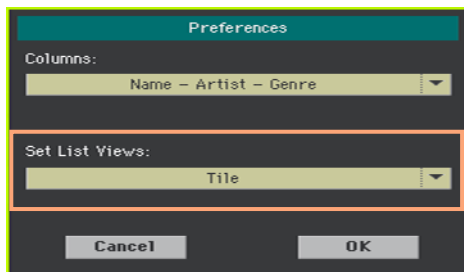 Preferences
Columns:
Name - Artist - Genre
Set List Views:
Tile
Cancel OK